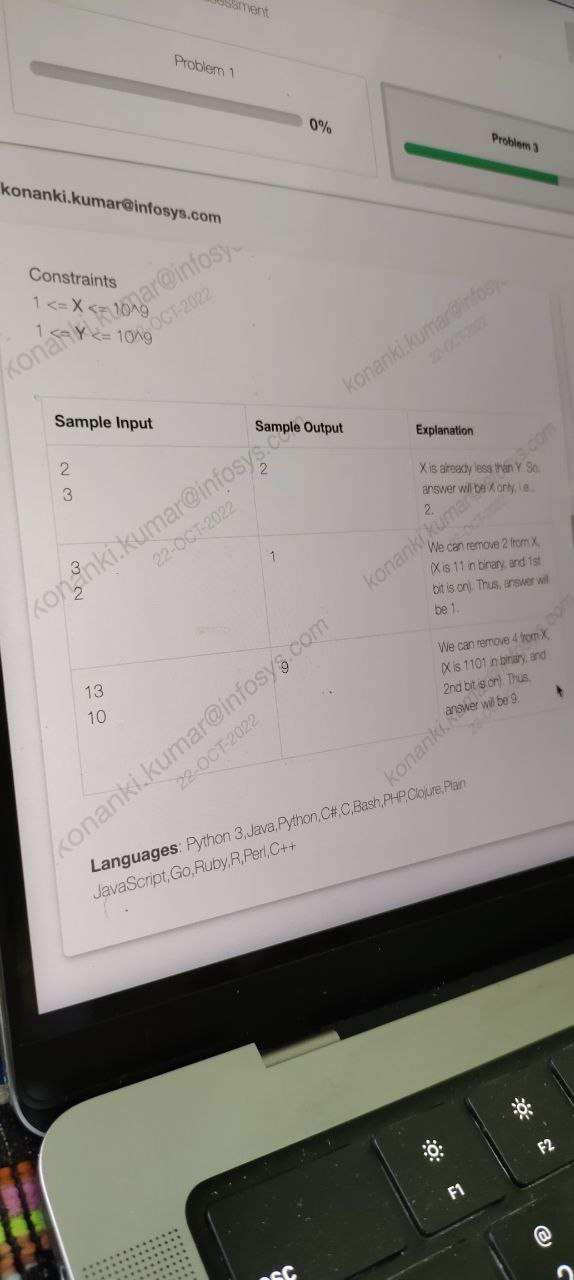 Problem 1
0%
Problem 3
konanki.kumar@infosys.com
Constraints
1 <= X <= 10^9
1 <= Y <= 10^9
Sample Input
Sample Output
Explanation
2
3
2
X is already less than Y. So,
answer will be X only, i.e.,
2.
3
2
1
We can remove 2 from X,
(X is 11 in binary, and 1st
bit is on). Thus, answer will
be 1.
13
10
9
We can remove 4 from X,
(X is 1101 in binary, and
2nd bit is on). Thus,
answer will be 9.
Languages: Python 3,Java,Python,C#,C,Bash,PHP,Clojure,Plain
JavaScript,Go,Ruby,R,Perl,C++
konanki.kumar@infosys.com
22-OCT-2022
F1
F2
@
2